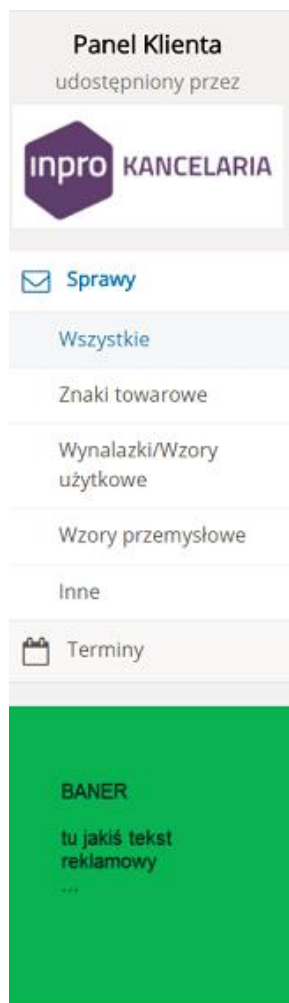 Panel Klienta
udostępniony przez
inpro KANCELARIA
Sprawy
Wszystkie
Znaki towarowe
Wynalazki/Wzory
użytkowe
Wzory przemysłowe
Inne
Terminy
BANER
tu jakiś tekst
reklamowy
...